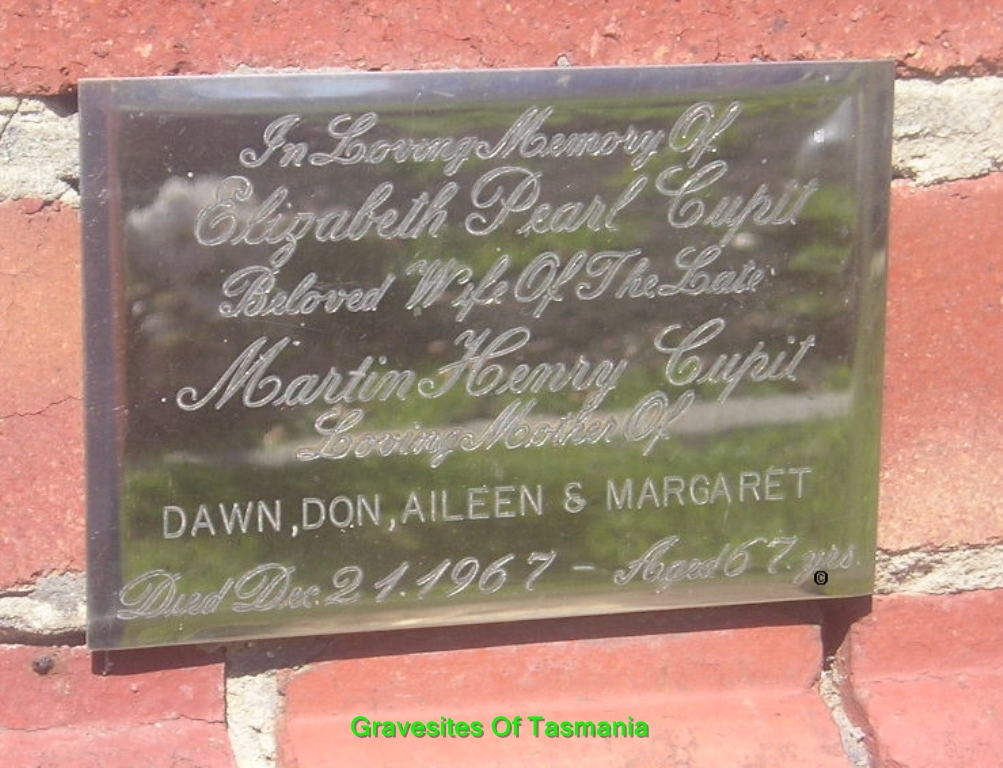 In Loving Memory Of
Elizabeth Pearl Cupit
Beloved Wife Of The Late
Martin Henry Cupit
Loving Mother Of
DAWN, DON, AILEEN & MARGARET
Died Dec. 21. 1967 - Aged 67. yrs.
©
Gravesites Of Tasmania